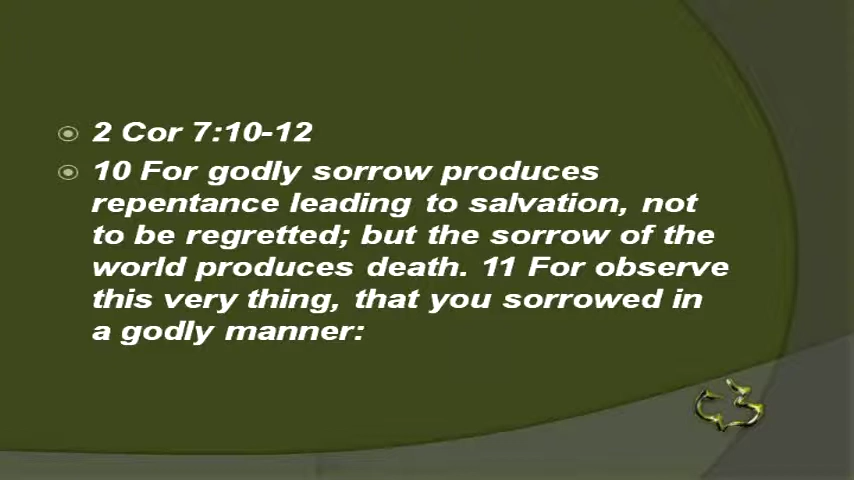 2 Cor 7:10-12
10 For godly sorrow produces
repentance leading to salvation, not
to be regretted; but the sorrow of the
world produces death. 11 For observe
this very thing, that you sorrowed in
a godly manner: